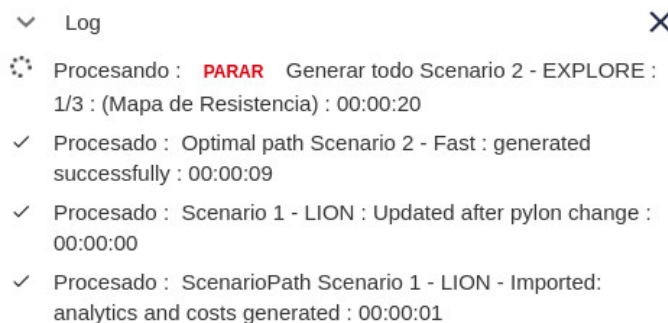 Log
Procesando : PARAR Generar todo Scenario 2 - EXPLORE :
1/3 : (Mapa de Resistencia) : 00:00:20
Procesado : Optimal path Scenario 2 - Fast : generated
successfully : 00:00:09
Procesado : Scenario 1 - LION : Updated after pylon change :
00:00:00
Procesado : ScenarioPath Scenario 1 - LION - Imported:
analytics and costs generated : 00:00:01